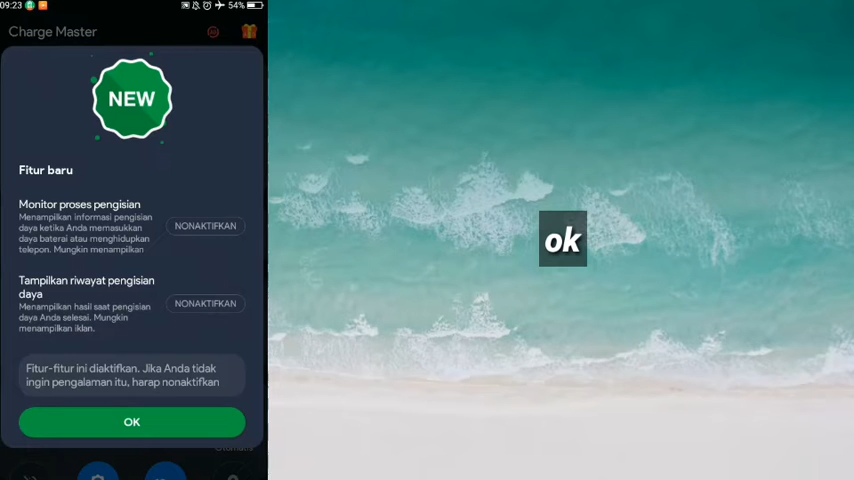 09:23
54%
Charge Master
NEW
Fitur baru
Monitor proses pengisian
Menampilkan informasi pengisian
daya ketika Anda memasukkan
daya baterai atau menghidupkan
telepon. Mungkin menampilkan
NONAKTIFKAN
Tampilkan riwayat pengisian
daya
Menampilkan hasil saat pengisian
daya Anda selesai. Mungkin
menampilkan iklan.
NONAKTIFKAN
Fitur-fitur ini diaktifkan. Jika Anda tidak
ingin pengalaman itu, harap nonaktifkan
OK
Otomatis
ok